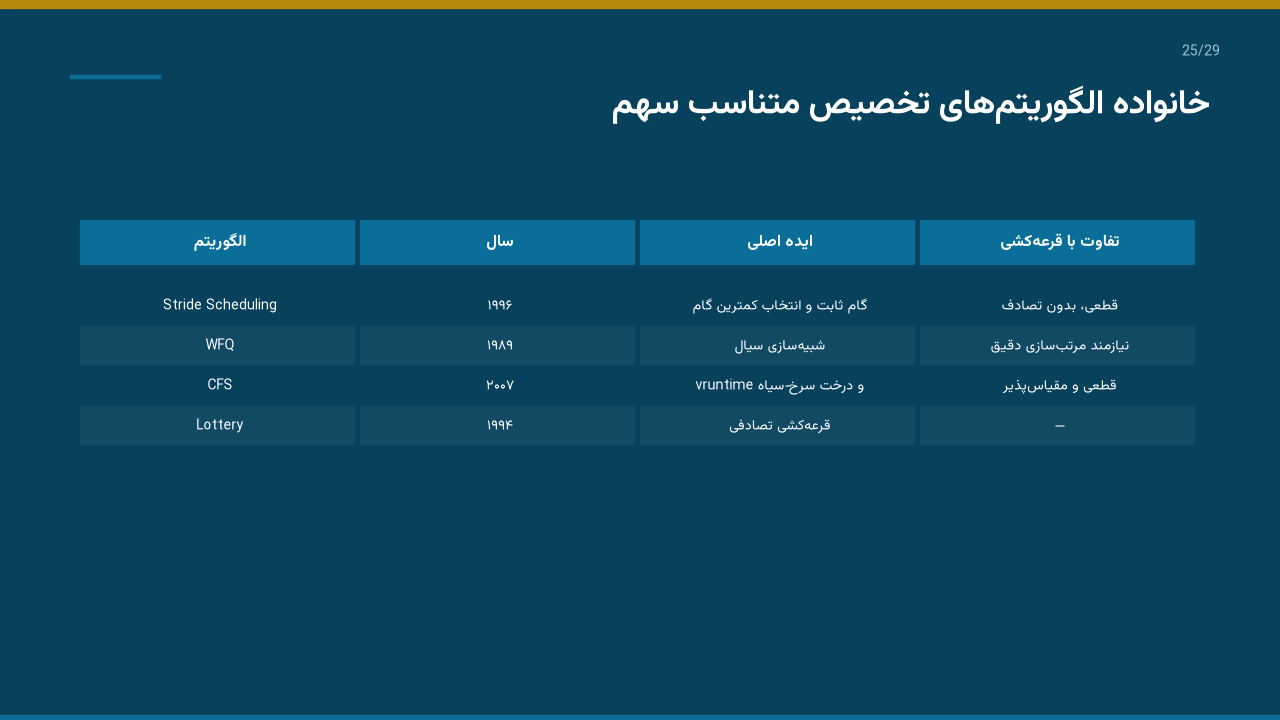 25/29
خانواده الگوریتم‌های تخصیص متناسب سهم
تفاوت با قرعه‌کشی ایده اصلی سال الگوریتم
قطعی، بدون تصادف گام ثابت و انتخاب کمترین گام ۱۹۹۶ Stride Scheduling
نیازمند مرتب‌سازی دقیق شبیه‌سازی سیال ۱۹۸۹ WFQ
قطعی و مقیاس‌پذیر و درخت سرخ-سیاه vruntime ۲۰۰۷ CFS
— قرعه‌کشی تصادفی ۱۹۹۴ Lottery